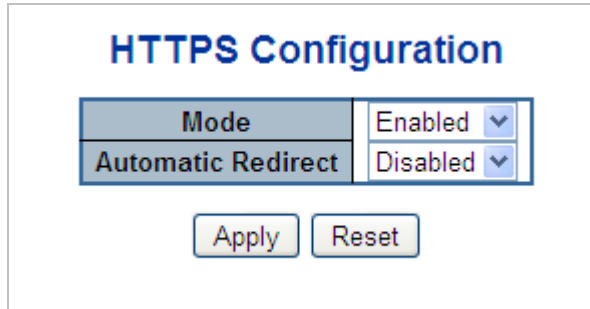 HTTPS Configuration
Mode Enabled
Automatic Redirect Disabled
Apply Reset